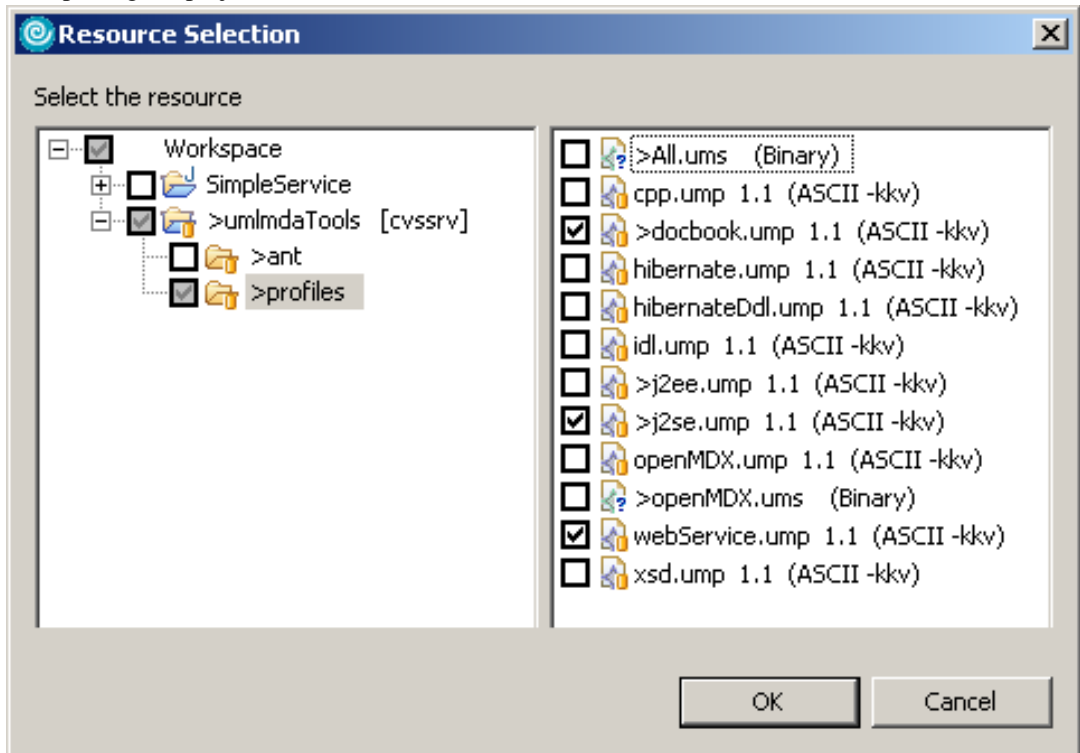 Resource Selection
Select the resource
Workspace
SimpleService
>umlmdaTools [cvssrv]
>ant
>profiles
>All.ums (Binary)
cpp.ump 1.1 (ASCII -kkv)
>docbook.ump 1.1 (ASCII -kkv)
hibernate.ump 1.1 (ASCII -kkv)
hibernateDdl.ump 1.1 (ASCII -kkv)
idl.ump 1.1 (ASCII -kkv)
>j2ee.ump 1.1 (ASCII -kkv)
>j2se.ump 1.1 (ASCII -kkv)
openMDX.ump 1.1 (ASCII -kkv)
>openMDX.ums (Binary)
webService.ump 1.1 (ASCII -kkv)
xsd.ump 1.1 (ASCII -kkv)
OK Cancel